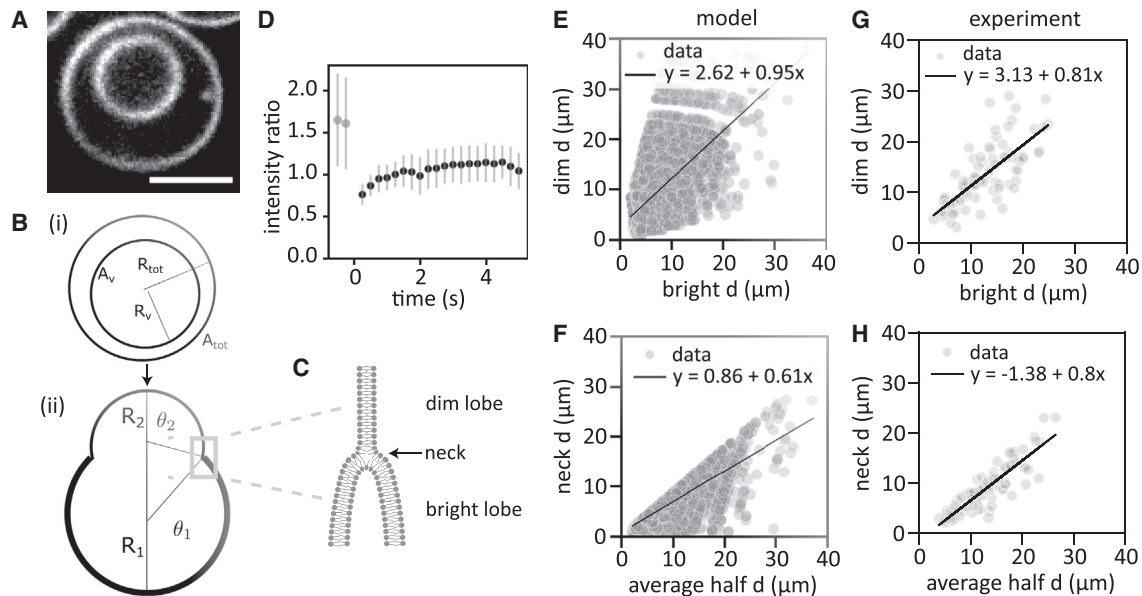 A
B
(i)
A_v
R_tot
R_v
A_tot
(ii)
R_2
θ_2
θ_1
R_1
C
dim lobe
neck
bright lobe
D
intensity ratio
2.0
1.5
1.0
0.5
0.0
0 2 4
time (s)
model
E
dim d (μm)
40
30
20
10
0
data
y = 2.62 + 0.95x
0 10 20 30 40
bright d (μm)
F
neck d (μm)
40
30
20
10
0
data
y = 0.86 + 0.61x
0 10 20 30 40
average half d (μm)
experiment
G
dim d (μm)
40
30
20
10
0
data
y = 3.13 + 0.81x
0 10 20 30 40
bright d (μm)
H
neck d (μm)
40
30
20
10
0
data
y = -1.38 + 0.8x
0 10 20 30 40
average half d (μm)